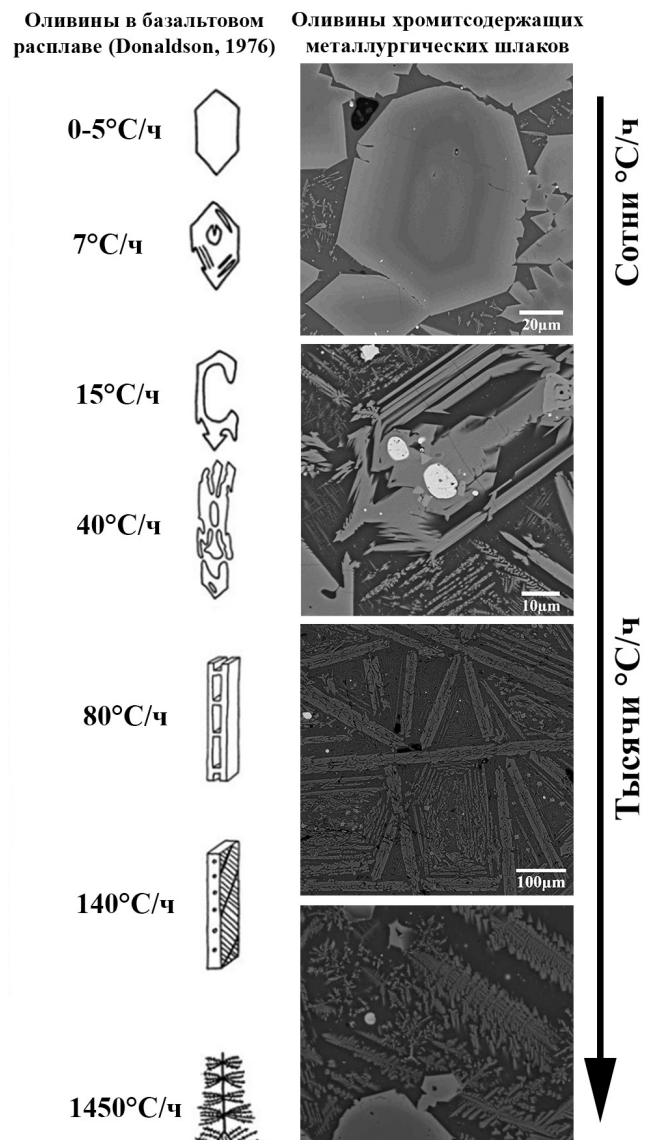 Оливины в базальтовом
расплаве (Donaldson, 1976)
Оливины хромитсодержащих
металлургических шлаков
0-5°C/ч
7°C/ч
15°C/ч
40°C/ч
80°C/ч
140°C/ч
1450°C/ч
20μm
10μm
100μm
Сотни °C/ч
Тысячи °C/ч